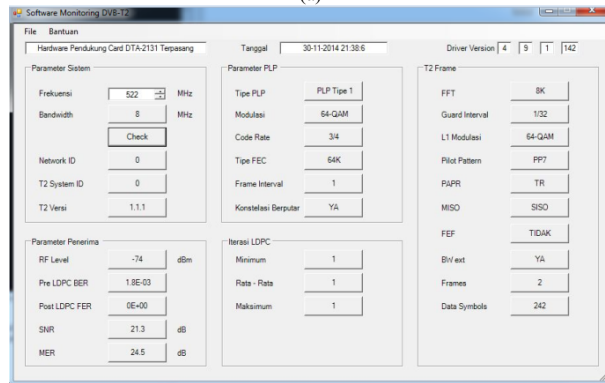 (a)
Software Monitoring DVB-T2
File Bantuan
Hardware Pendukung Card DTA-2131 Terpasang Tanggal 30-11-2014 21:38:6 Driver Version 4 9 1 142
Parameter Sistem
Frekuensi 522 MHz
Bandwidth 8 MHz
Check
Network ID 0
T2 System ID 0
T2 Versi 1.1.1
Parameter PLP
Tipe PLP PLP Tipe 1
Modulasi 64-QAM
Code Rate 3/4
Tipe FEC 64K
Frame Interval 1
Konstelasi Berputar YA
T2 Frame
FFT 8K
Guard Interval 1/32
L1 Modulasi 64-QAM
Pilot Pattern PP7
PAPR TR
MISO SISO
FEF TIDAK
BW ext YA
Frames 2
Data Symbols 242
Parameter Penerima
RF Level -74 dBm
Pre LDPC BER 1.8E-03
Post LDPC FER 0E+00
SNR 21.3 dB
MER 24.5 dB
Iterasi LDPC
Minimum 1
Rata - Rata 1
Maksimum 1